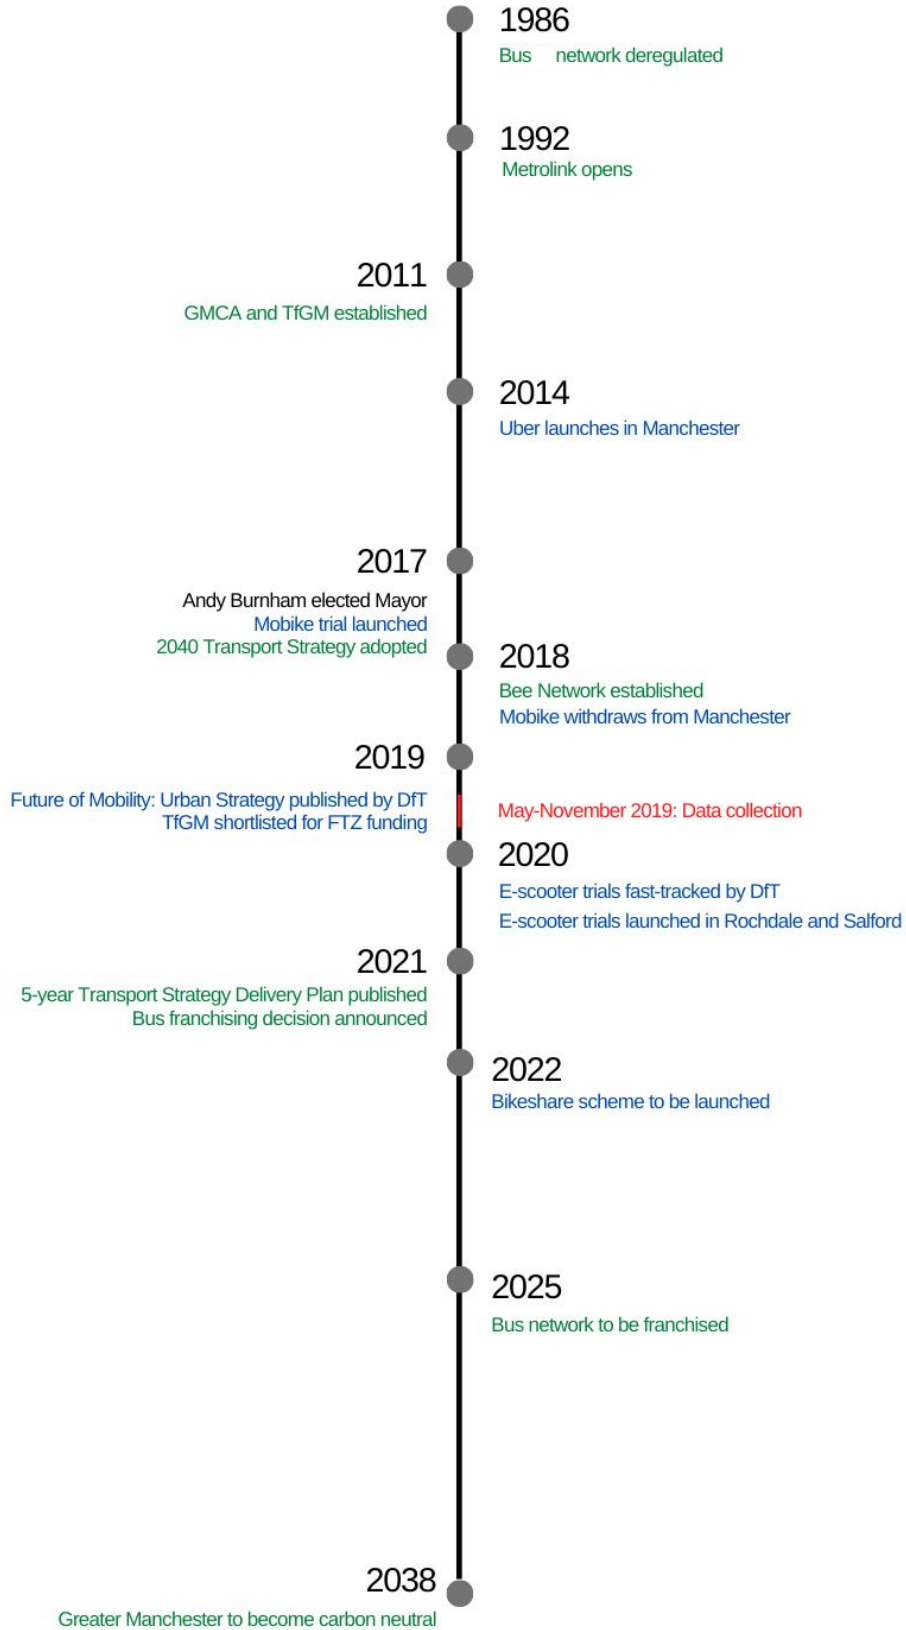 1986
Bus network deregulated
1992
Metrolink opens
2011
GMCA and TfGM established
2014
Uber launches in Manchester
2017
Andy Burnham elected Mayor
Mobike trial launched
2040 Transport Strategy adopted
2018
Bee Network established
Mobike withdraws from Manchester
2019
Future of Mobility: Urban Strategy published by DfT
TfGM shortlisted for FTZ funding
May-November 2019: Data collection
2020
E-scooter trials fast-tracked by DfT
E-scooter trials launched in Rochdale and Salford
2021
5-year Transport Strategy Delivery Plan published
Bus franchising decision announced
2022
Bikeshare scheme to be launched
2025
Bus network to be franchised
2038
Greater Manchester to become carbon neutral